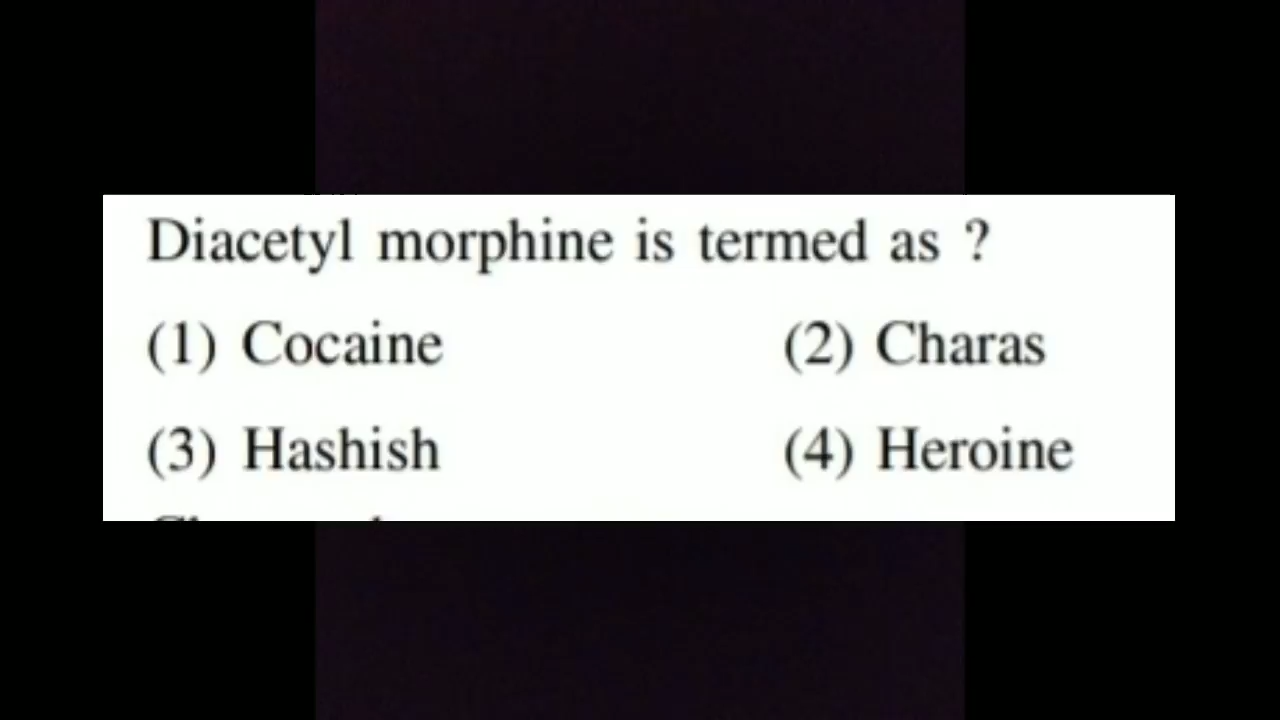 Diacetyl morphine is termed as ?
(1) Cocaine (2) Charas
(3) Hashish (4) Heroine